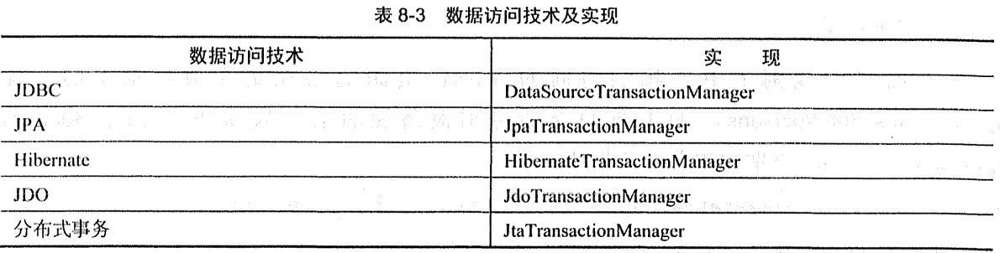 表 8-3 数据访问技术及实现
数据访问技术 实 现
JDBC DataSourceTransactionManager
JPA JpaTransactionManager
Hibernate HibernateTransactionManager
JDO JdoTransactionManager
分布式事务 JtaTransactionManager